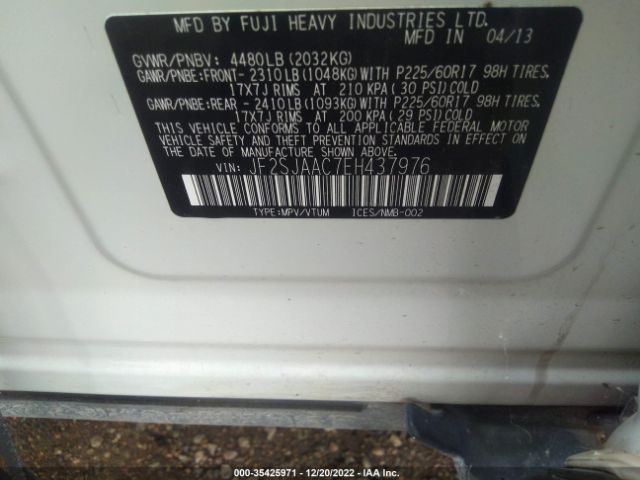 MFD BY FUJI HEAVY INDUSTRIES LTD.
MFD IN 04/13
GVWR/PNBV: 4480LB (2032KG)
GAWR/PNBE:FRONT- 2310LB (1048KG) WITH P225/60R17 98H TIRES,
17X7J RIMS AT 210 KPA (30 PSI) COLD
GAWR/PNBE:REAR - 2410LB (1093KG) WITH P225/60R17 98H TIRES,
17X7J RIMS AT 200 KPA (29 PSI) COLD
THIS VEHICLE CONFORMS TO ALL APPLICABLE FEDERAL MOTOR
VEHICLE SAFETY AND THEFT PREVENTION STANDARDS IN EFFECT
ON THE DATE OF MANUFACTURE SHOWN ABOVE.
VIN: JF2SJAAC7EH437976
TYPE:MPV/VTUM ICES/NMB-002
000-35425971 - 12/20/2022 - IAA Inc.